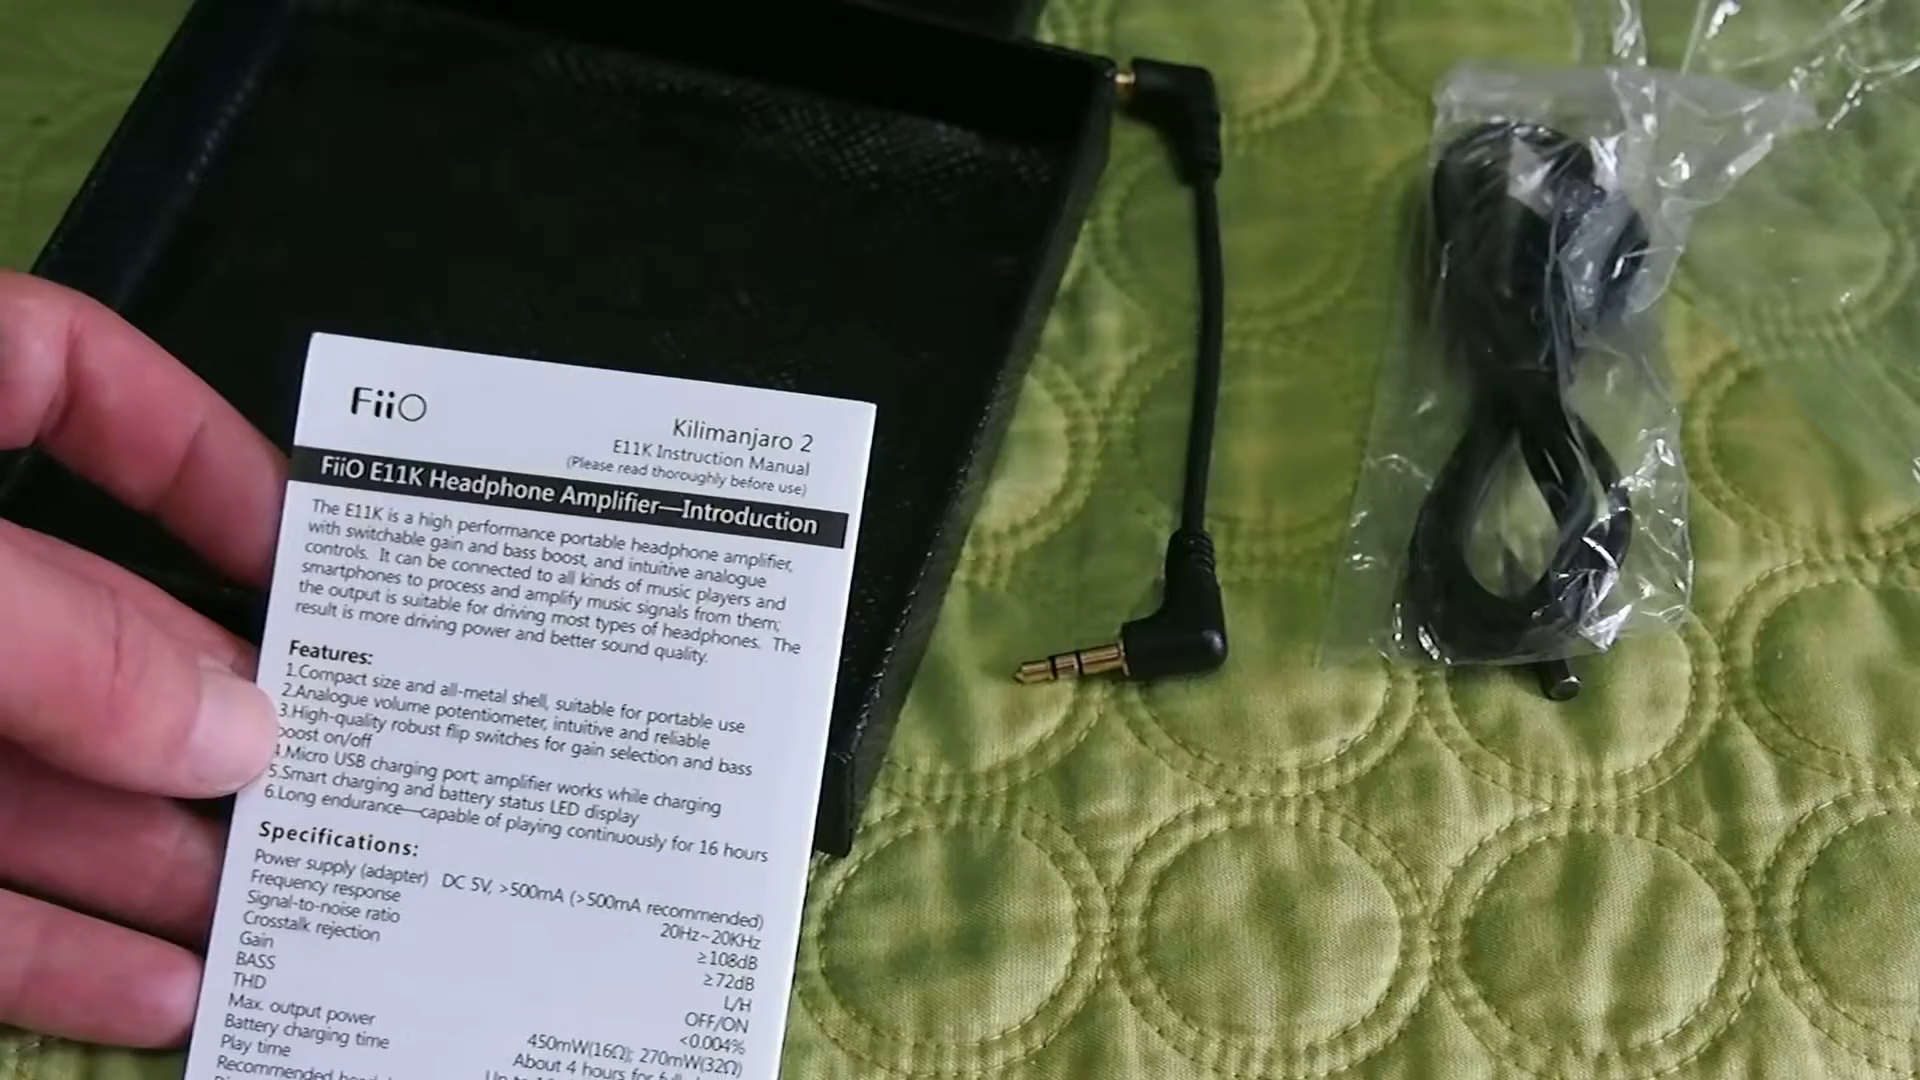 FiiO
Kilimanjaro 2
E11K Instruction Manual
(Please read thoroughly before use)
FiiO E11K Headphone Amplifier—Introduction
The E11K is a high performance portable headphone amplifier,
with switchable gain and bass boost, and intuitive analogue
controls. It can be connected to all kinds of music players and
smartphones to process and amplify music signals from them;
the output is suitable for driving most types of headphones. The
result is more driving power and better sound quality.
Features:
1.Compact size and all-metal shell, suitable for portable use
2.Analogue volume potentiometer, intuitive and reliable
3.High-quality robust flip switches for gain selection and bass
boost on/off
4.Micro USB charging port; amplifier works while charging
5.Smart charging and battery status LED display
6.Long endurance—capable of playing continuously for 16 hours
Specifications:
Power supply (adapter) DC 5V, >500mA (>500mA recommended)
Frequency response 20Hz~20KHz
Signal-to-noise ratio ≥108dB
Crosstalk rejection ≥72dB
Gain L/H
BASS OFF/ON
THD <0.004%
Max. output power 450mW(16Ω); 270mW(32Ω)
Battery charging time About 4 hours for
Play time
Recommended